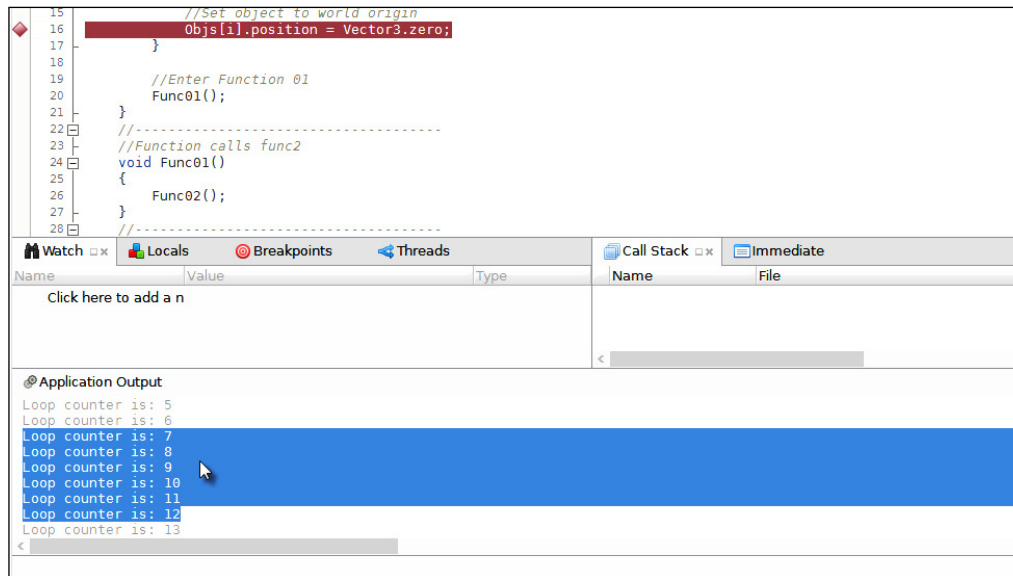 15 //Set object to world origin
16 Objs[i].position = Vector3.zero;
17 }
18
19 //Enter Function 01
20 Func01();
21 }
22 //-------------------------------------
23 //Function calls func2
24 void Func01()
25 {
26 Func02();
27 }
28 //-------------------------------------
Watch Locals Breakpoints Threads Call Stack Immediate
Name Value Type Name File
Click here to add a n
Application Output
Loop counter is: 5
Loop counter is: 6
Loop counter is: 7
Loop counter is: 8
Loop counter is: 9
Loop counter is: 10
Loop counter is: 11
Loop counter is: 12
Loop counter is: 13